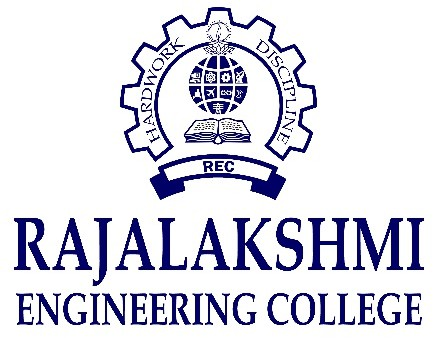 HARDWORK DISCIPLINE
REC
RAJALAKSHMI
ENGINEERING COLLEGE